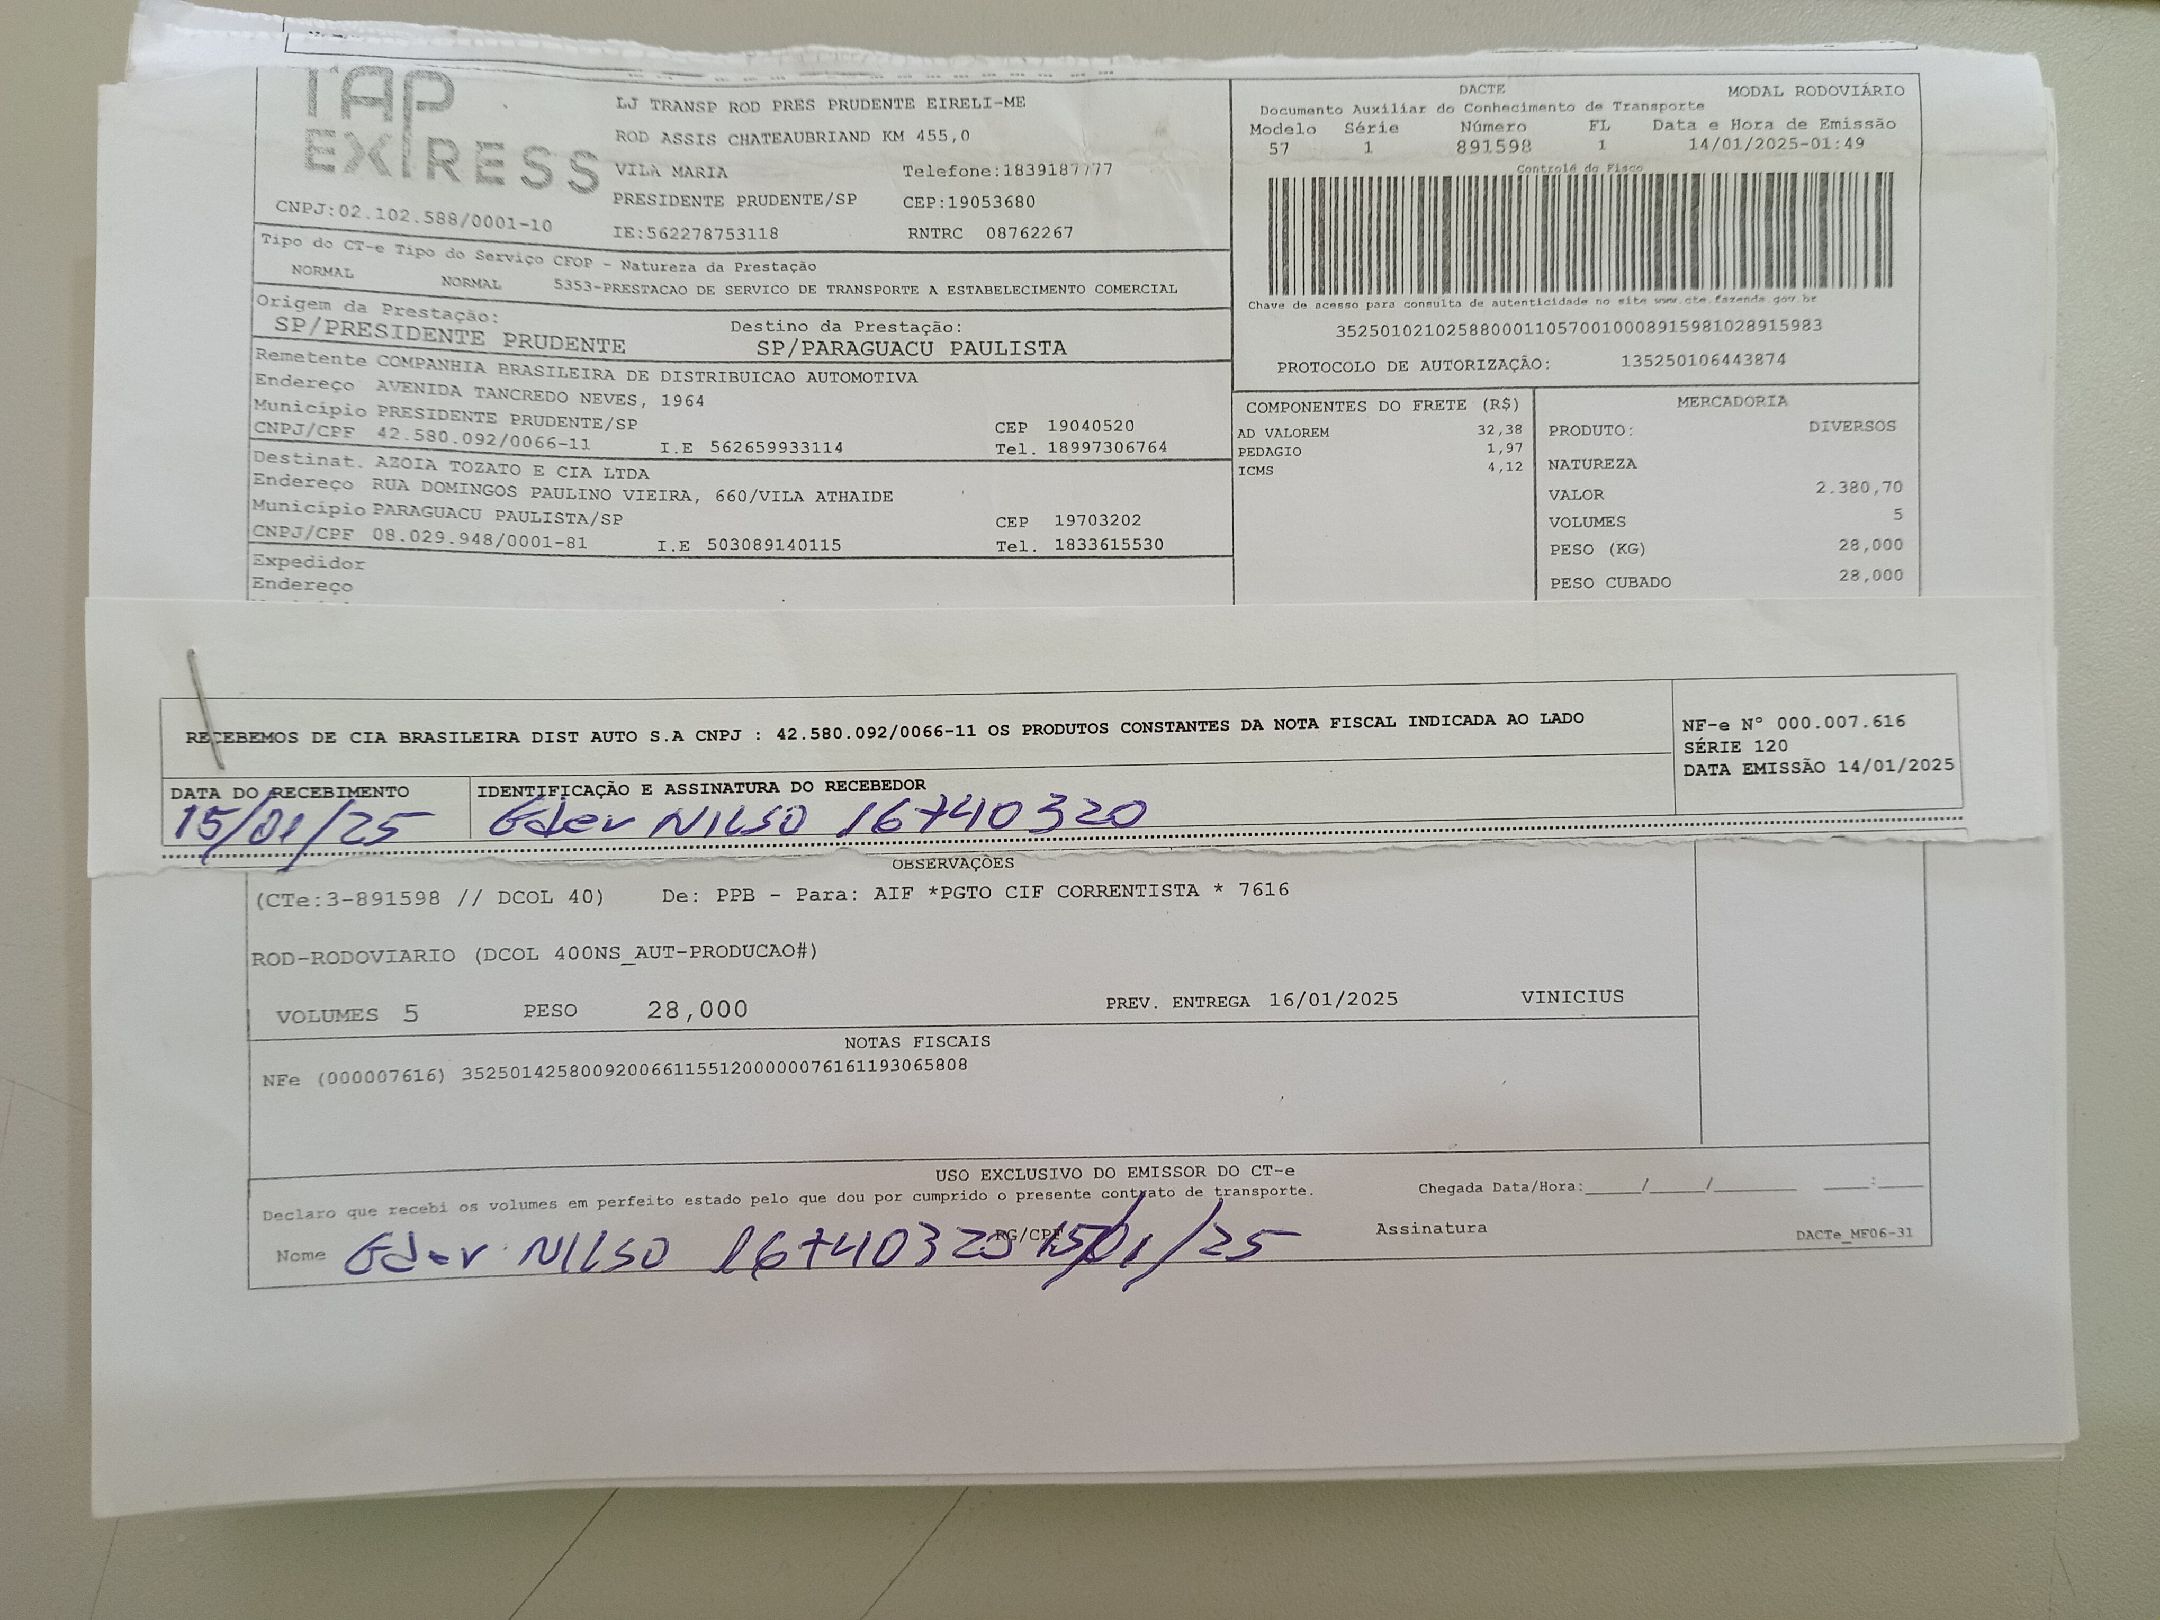 TAP
EXPRESS
LJ TRANSP ROD PRES PRUDENTE EIRELI-ME
ROD ASSIS CHATEAUBRIAND KM 455,0
VILA MARIA Telefone:1839187777
PRESIDENTE PRUDENTE/SP CEP:19053680
CNPJ:02.102.588/0001-10 IE:562278753118 RNTRC 08762267
DACTE MODAL RODOVIÁRIO
Documento Auxiliar do Conhecimento de Transporte
Modelo Série Número FL Data e Hora de Emissão
57 1 891598 1 14/01/2025-01:49
Controle do Fisco
Chave de acesso para consulta de autenticidade no site www.cte.fazenda.gov.br
35250102102588000110570010008915981028915983
PROTOCOLO DE AUTORIZAÇÃO: 135250106443874
Tipo do CT-e Tipo do Serviço CFOP - Natureza da Prestação
NORMAL NORMAL 5353-PRESTACAO DE SERVICO DE TRANSPORTE A ESTABELECIMENTO COMERCIAL
Origem da Prestação: Destino da Prestação:
SP/PRESIDENTE PRUDENTE SP/PARAGUACU PAULISTA
Remetente COMPANHIA BRASILEIRA DE DISTRIBUICAO AUTOMOTIVA
Endereço AVENIDA TANCREDO NEVES, 1964
Município PRESIDENTE PRUDENTE/SP CEP 19040520
CNPJ/CPF 42.580.092/0066-11 I.E 562659933114 Tel. 18997306764
Destinat. AZOIA TOZATO E CIA LTDA
Endereço RUA DOMINGOS PAULINO VIEIRA, 660/VILA ATHAIDE
Município PARAGUACU PAULISTA/SP CEP 19703202
CNPJ/CPF 08.029.948/0001-81 I.E 503089140115 Tel. 1833615530
Expedidor
Endereço
COMPONENTES DO FRETE (R$)
AD VALOREM 32,38
PEDAGIO 1,97
ICMS 4,12
MERCADORIA
PRODUTO: DIVERSOS
NATUREZA
VALOR 2.380,70
VOLUMES 5
PESO (KG) 28,000
PESO CUBADO 28,000
RECEBEMOS DE CIA BRASILEIRA DIST AUTO S.A CNPJ : 42.580.092/0066-11 OS PRODUTOS CONSTANTES DA NOTA FISCAL INDICADA AO LADO
NF-e N° 000.007.616
SÉRIE 120
DATA EMISSÃO 14/01/2025
DATA DO RECEBIMENTO IDENTIFICAÇÃO E ASSINATURA DO RECEBEDOR
15/01/25 Eder NILSO 16740320
OBSERVAÇÕES
(CTe:3-891598 // DCOL 40) De: PPB - Para: AIF *PGTO CIF CORRENTISTA * 7616
ROD-RODOVIARIO (DCOL 400NS_AUT-PRODUCAO#)
VOLUMES 5 PESO 28,000 PREV. ENTREGA 16/01/2025 VINICIUS
NOTAS FISCAIS
NFe (000007616) 35250142580092006611551200000076161193065808
USO EXCLUSIVO DO EMISSOR DO CT-e
Declaro que recebi os volumes em perfeito estado pelo que dou por cumprido o presente contrato de transporte. Chegada Data/Hora:_____/_____/________ ____:____
Nome Eder NILSO 16740320 RG/CPF 15/01/25 Assinatura DACTe_MF06-31